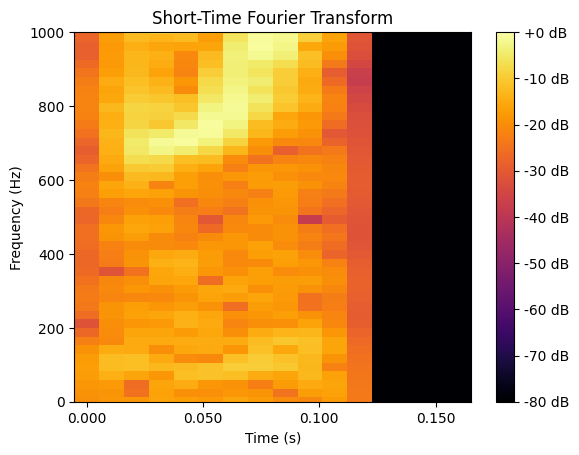 Short-Time Fourier Transform
Frequency (Hz)
1000
800
600
400
200
0
0.000
0.050
0.100
0.150
Time (s)
+0 dB
-10 dB
-20 dB
-30 dB
-40 dB
-50 dB
-60 dB
-70 dB
-80 dB